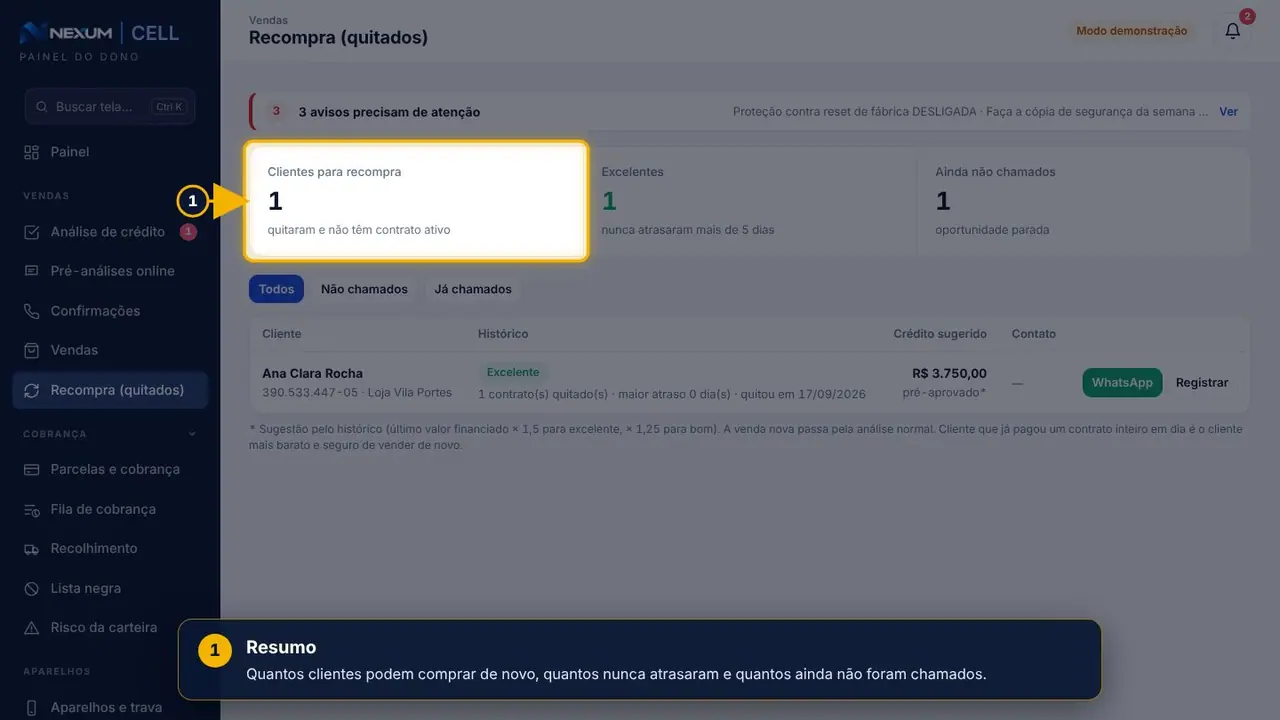 NEXUM | CELL
PAINEL DO DONO
Buscar tela... Ctrl K
Painel
VENDAS
Análise de crédito 1
Pré-análises online
Confirmações
Vendas
Recompra (quitados)
COBRANÇA
Parcelas e cobrança
Fila de cobrança
Recolhimento
Lista negra
Risco da carteira
APARELHOS
Aparelhos e trava
Vendas
Recompra (quitados)
Modo demonstração
2
3 3 avisos precisam de atenção
Proteção contra reset de fábrica DESLIGADA · Faça a cópia de segurança da semana ... Ver
1
Clientes para recompra
1
quitaram e não têm contrato ativo
Excelentes
1
nunca atrasaram mais de 5 dias
Ainda não chamados
1
oportunidade parada
Todos Não chamados Já chamados
Cliente Histórico Crédito sugerido Contato
Ana Clara Rocha
390.533.447-05 · Loja Vila Portes
Excelente
1 contrato(s) quitado(s) · maior atraso 0 dia(s) · quitou em 17/09/2026
R$ 3.750,00
pré-aprovado*
—
WhatsApp Registrar
* Sugestão pelo histórico (último valor financiado × 1,5 para excelente, × 1,25 para bom). A venda nova passa pela análise normal. Cliente que já pagou um contrato inteiro em dia é o cliente
mais barato e seguro de vender de novo.
1 Resumo
Quantos clientes podem comprar de novo, quantos nunca atrasaram e quantos ainda não foram chamados.